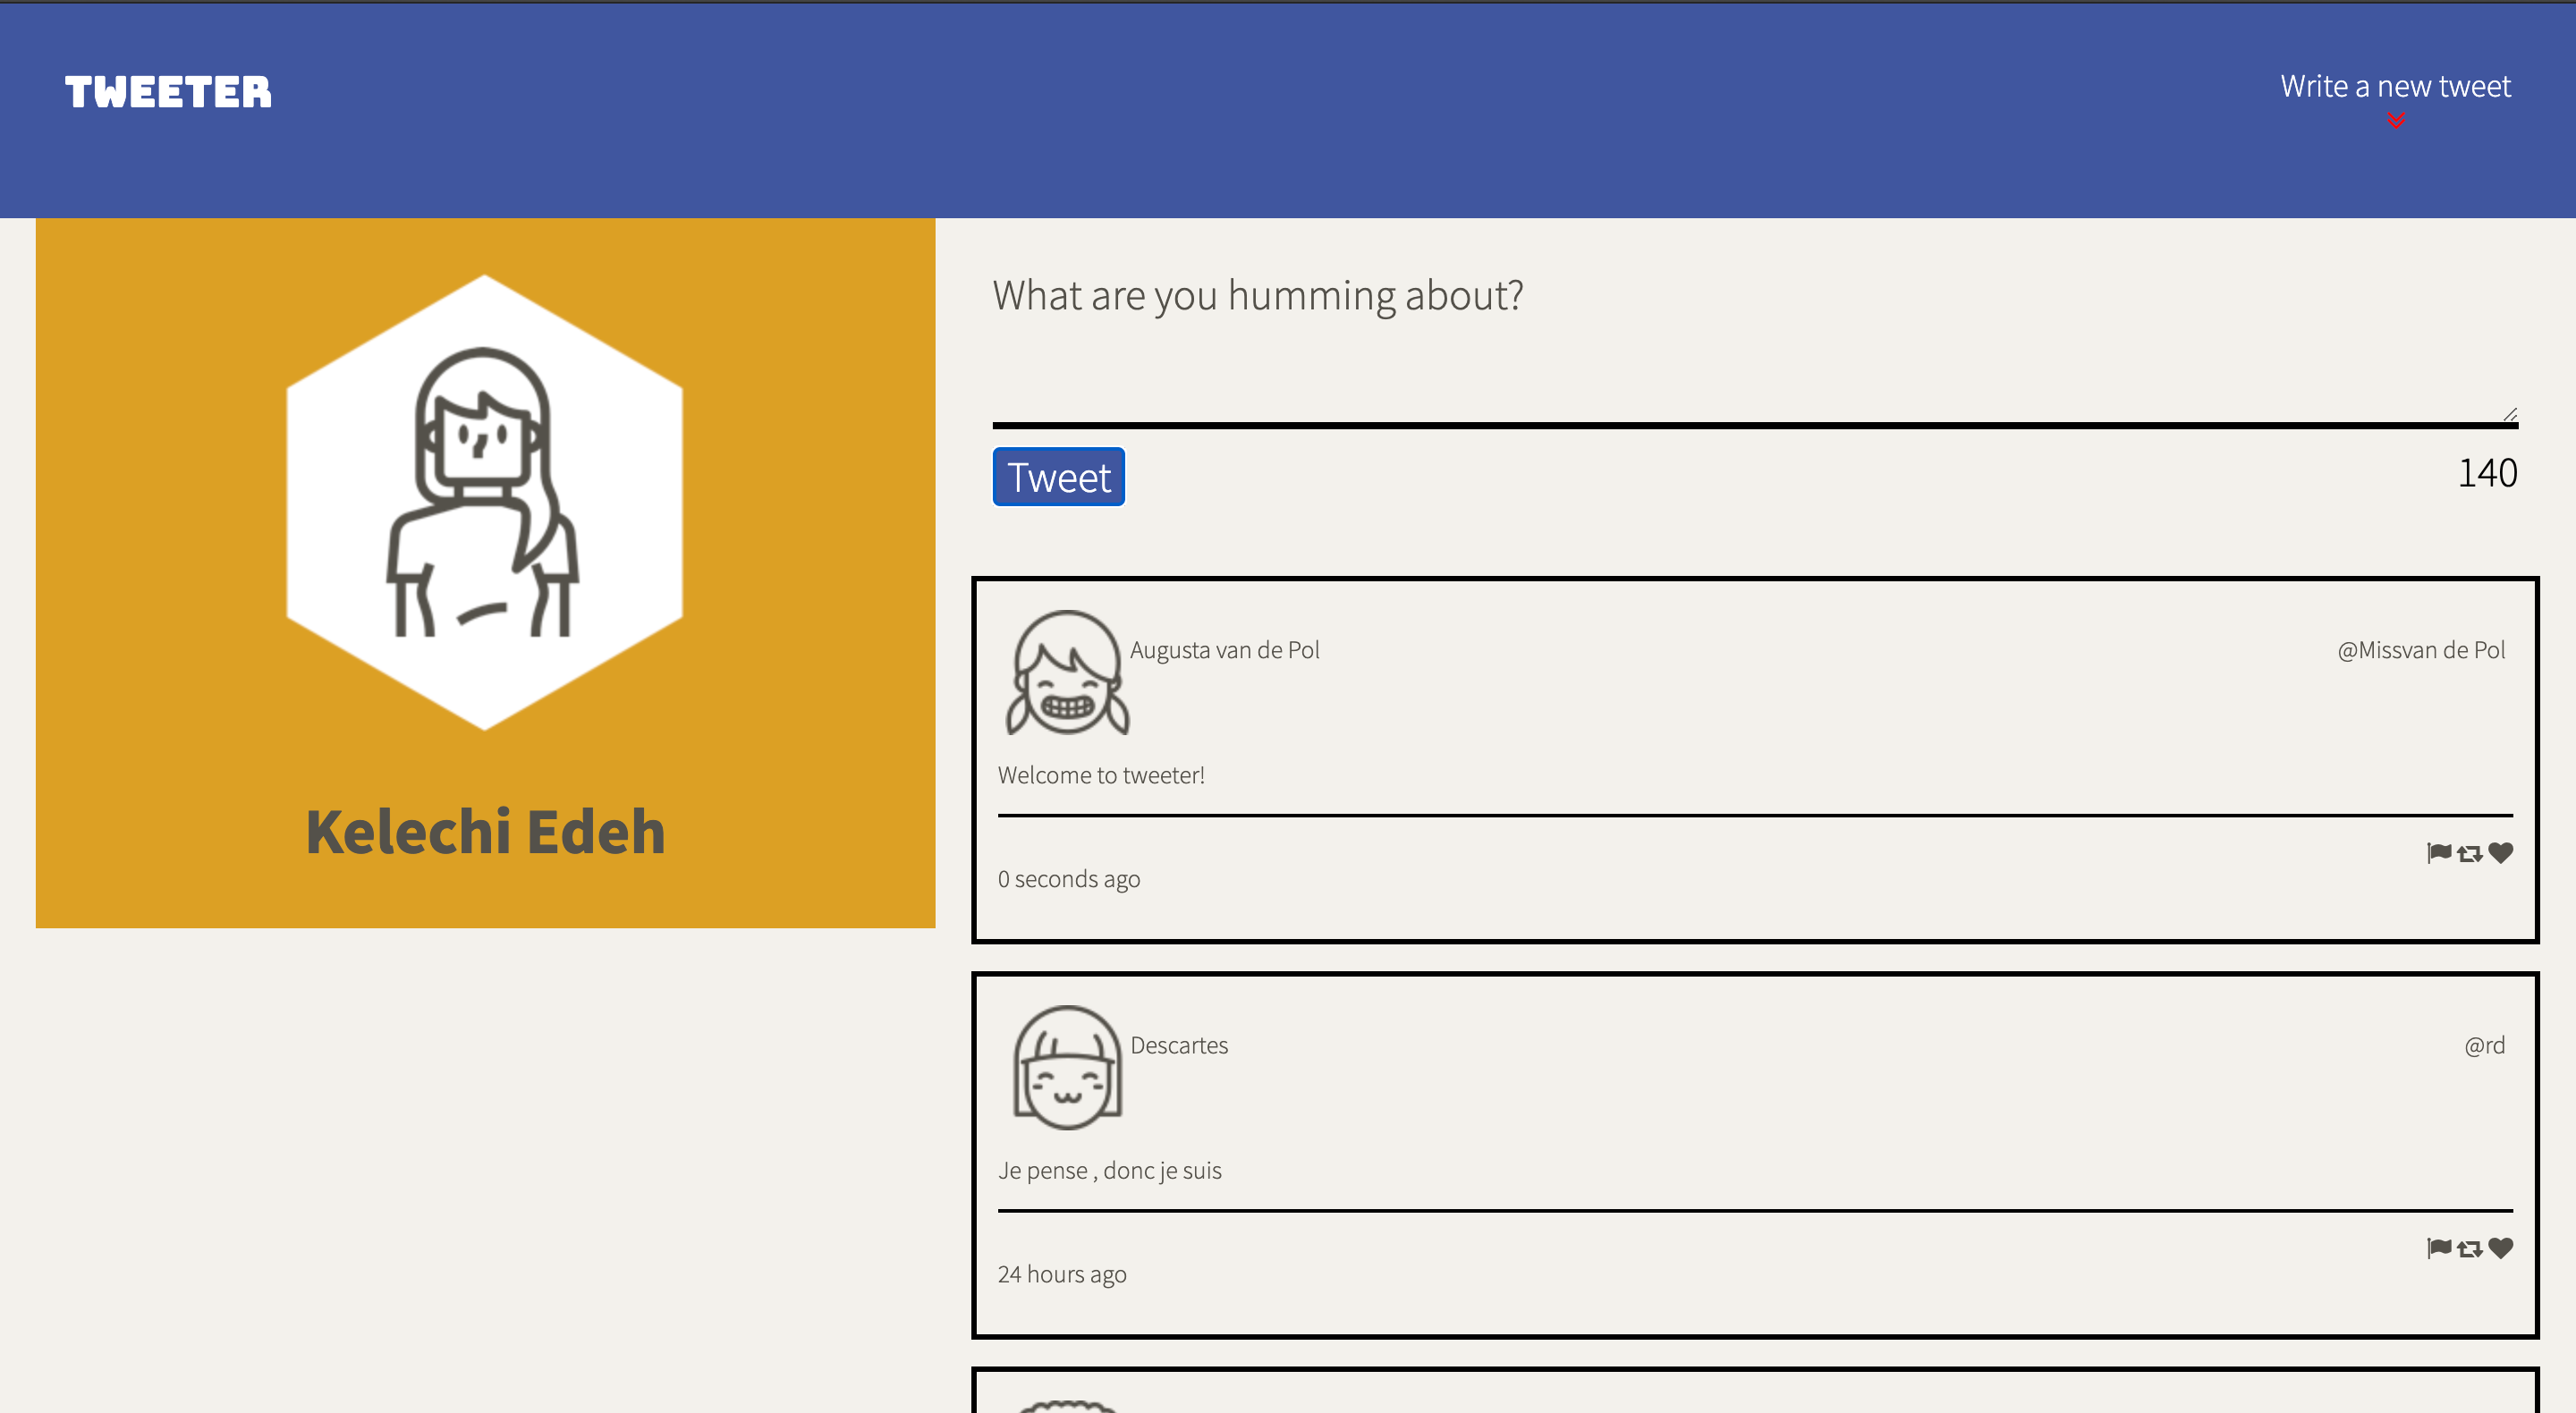 TWEETER
Write a new tweet
Kelechi Edeh
What are you humming about?
Tweet
140
Augusta van de Pol
@Missvan de Pol
Welcome to tweeter!
0 seconds ago
Descartes
@rd
Je pense , donc je suis
24 hours ago